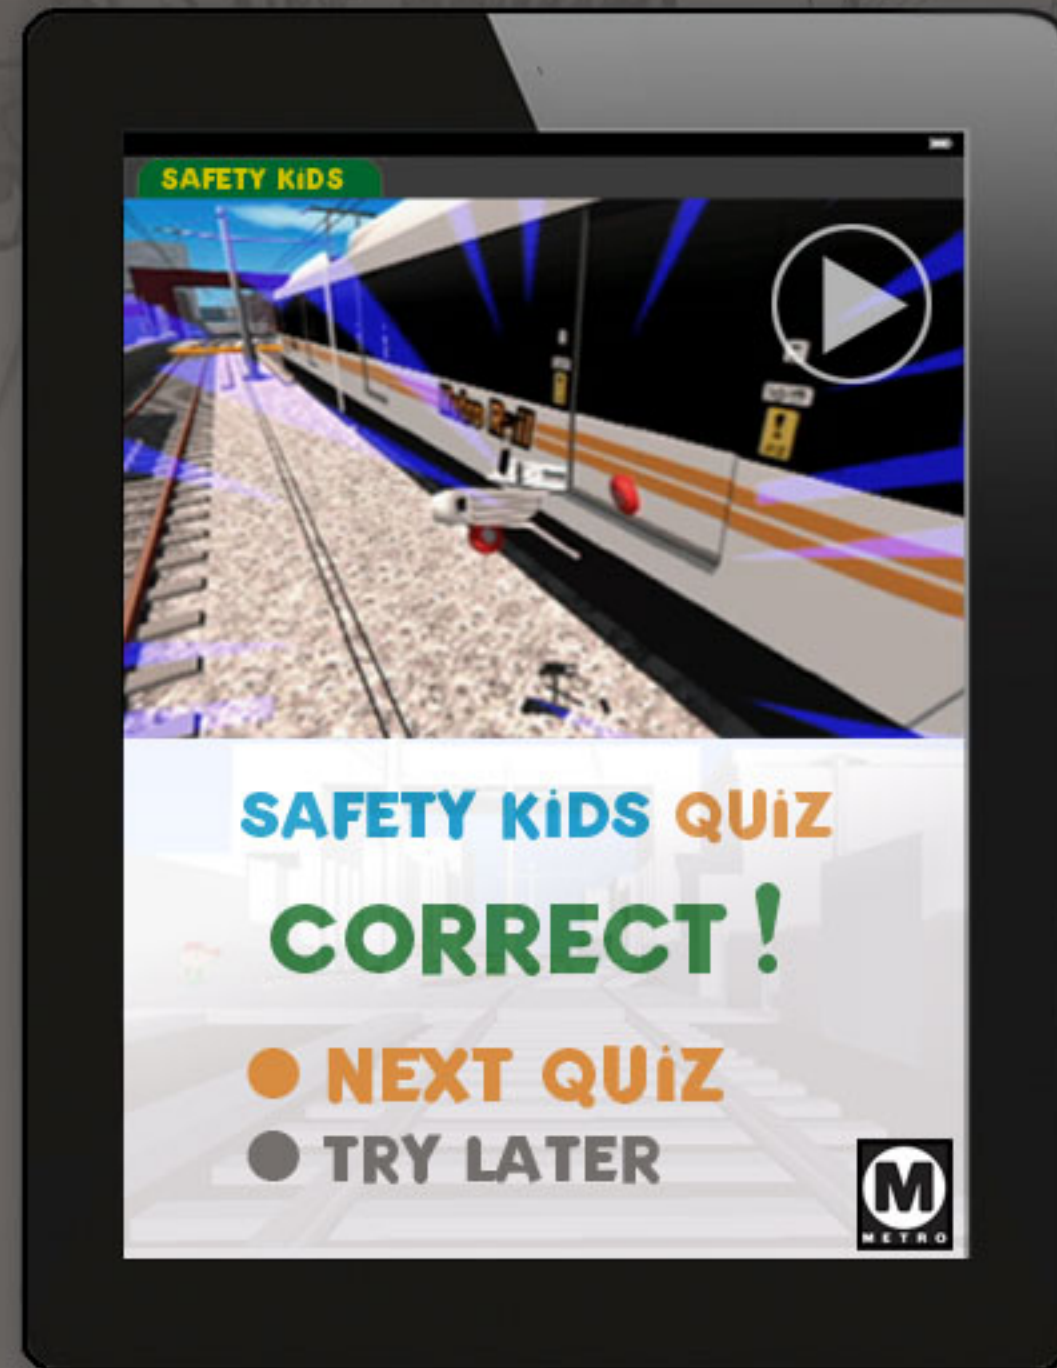 SAFETY KiDS
SAFETY KiDS QUiZ
CORRECT!
NEXT QUiZ
TRY LATER
M
METRO